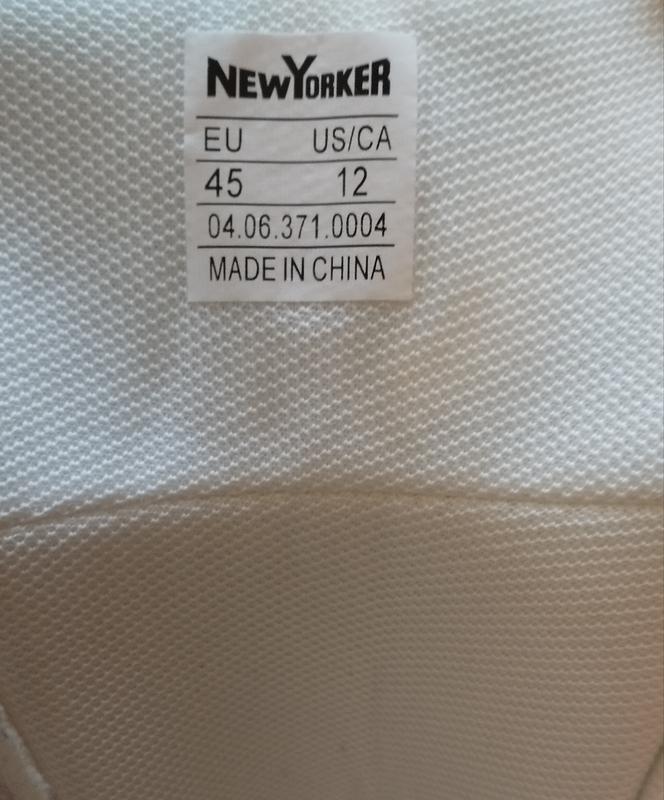 NEWYORKER
EU US/CA
45 12
04.06.371.0004
MADE IN CHINA